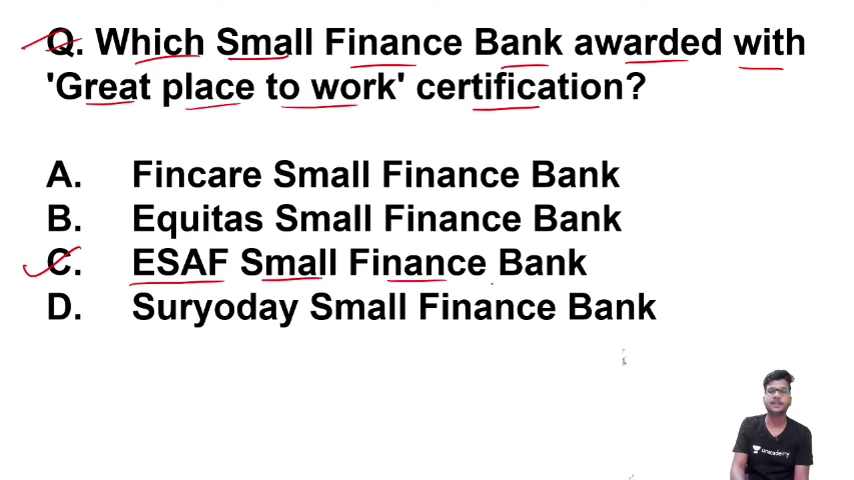 Q. Which Small Finance Bank awarded with
'Great place to work' certification?
A. Fincare Small Finance Bank
B. Equitas Small Finance Bank
C. ESAF Small Finance Bank
D. Suryoday Small Finance Bank
unacademy